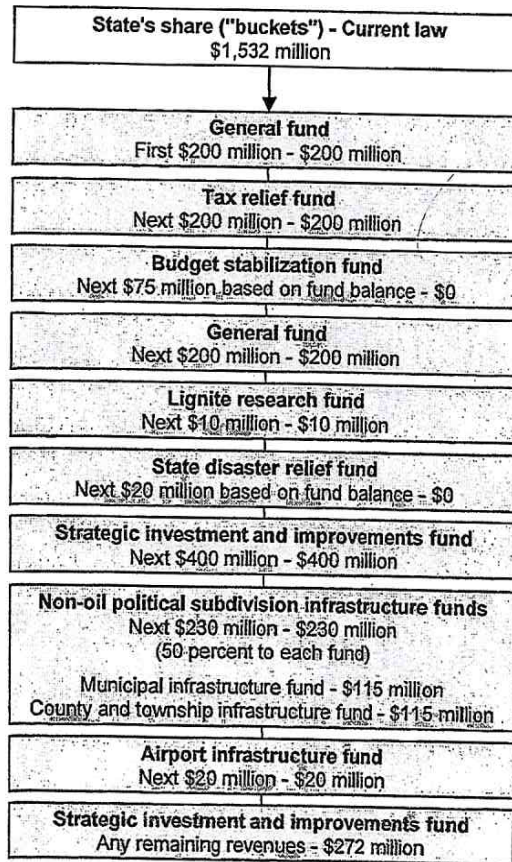 State's share ("buckets") - Current law
$1,532 million
General fund
First $200 million - $200 million
Tax relief fund
Next $200 million - $200 million
Budget stabilization fund
Next $75 million based on fund balance - $0
General fund
Next $200 million - $200 million
Lignite research fund
Next $10 million - $10 million
State disaster relief fund
Next $20 million based on fund balance - $0
Strategic investment and improvements fund
Next $400 million - $400 million
Non-oil political subdivision infrastructure funds
Next $230 million - $230 million
(50 percent to each fund)
Municipal infrastructure fund - $115 million
County and township infrastructure fund - $115 million
Airport infrastructure fund
Next $20 million - $20 million
Strategic investment and improvements fund
Any remaining revenues - $272 million